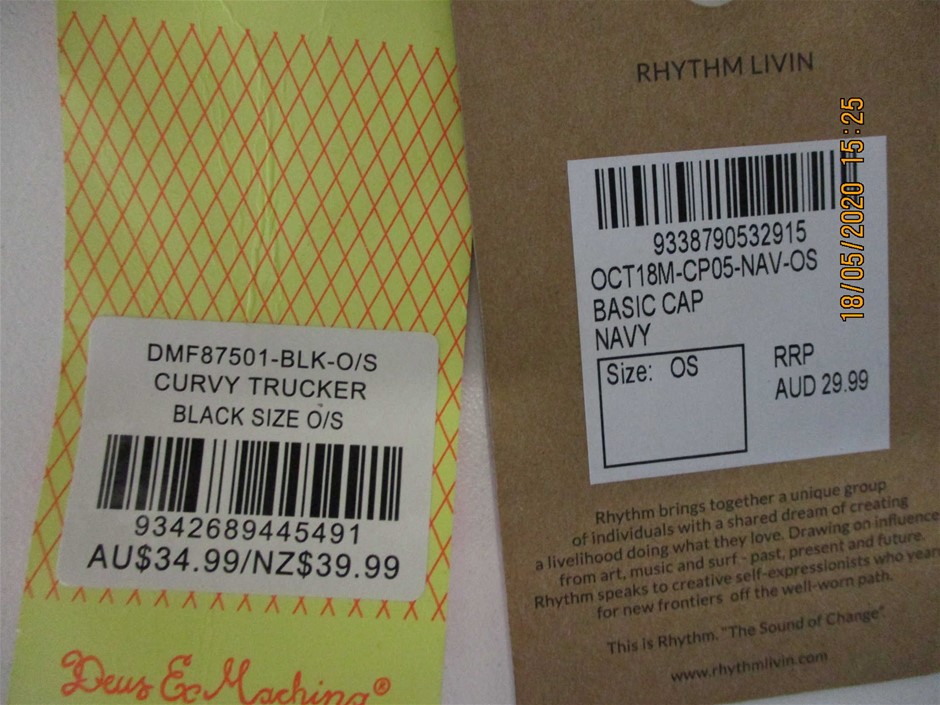 DMF87501-BLK-O/S
CURVY TRUCKER
BLACK SIZE O/S
9342689445491
AU$34.99/NZ$39.99
Deus Ex Machina®
RHYTHM LIVIN
9338790532915
OCT18M-CP05-NAV-OS
BASIC CAP
NAVY
Size: OS
RRP
AUD 29.99
Rhythm brings together a unique group
of individuals with a shared dream of creating
a livelihood doing what they love. Drawing on influence
from art, music and surf - past, present and future.
Rhythm speaks to creative self-expressionists who year
for new frontiers off the well-worn path.
This is Rhythm. "The Sound of Change".
www.rhythmlivin.com
18/05/2020 15:25